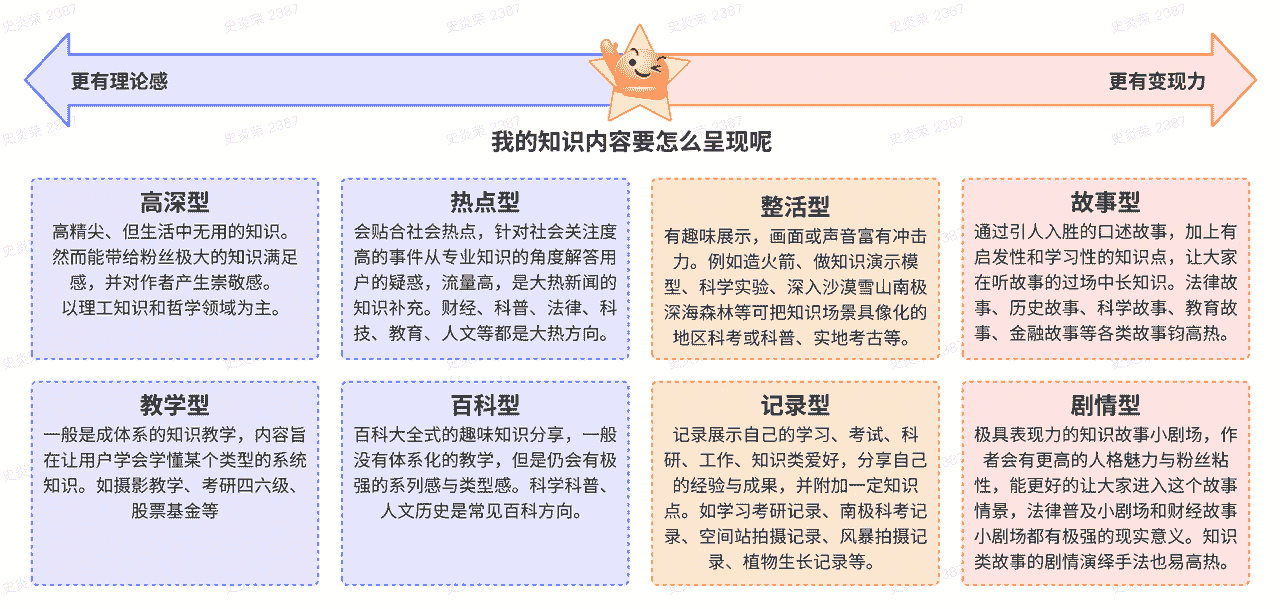 更有理论感
更有变现力
我的知识内容要怎么呈现呢
高深型
高精尖、但生活中无用的知识。
然而能带给粉丝极大的知识满足
感，并对作者产生崇敬感。
以理工知识和哲学领域为主。
热点型
会贴合社会热点，针对社会关注度
高的事件从专业知识的角度解答用
户的疑惑，流量高，是大热新闻的
知识补充。财经、科普、法律、科
技、教育、人文等都是大热方向。
整活型
有趣味展示，画面或声音富有冲击
力。例如造火箭、做知识演示模
型、科学实验、深入沙漠雪山南极
深海森林等可把知识场景具像化的
地区科考或科普、实地考古等。
故事型
通过引人入胜的口述故事，加上有
启发性和学习性的知识点，让大家
在听故事的过场中长知识。法律故
事、历史故事、科学故事、教育故
事、金融故事等各类故事钧高热。
教学型
一般是成体系的知识教学，内容旨
在让用户学会学懂某个类型的系统
知识。如摄影教学、考研四六级、
股票基金等
百科型
百科大全式的趣味知识分享，一般
没有体系化的教学，但是仍会有极
强的系列感与类型感。科学科普、
人文历史是常见百科方向。
记录型
记录展示自己的学习、考试、科
研、工作、知识类爱好，分享自己
的经验与成果，并附加一定知识
点。如学习考研记录、南极科考记
录、空间站拍摄记录、风暴拍摄记
录、植物生长记录等。
剧情型
极具表现力的知识故事小剧场，作
者会有更高的人格魅力与粉丝粘
性，能更好的让大家进入这个故事
情景，法律普及小剧场和财经故事
小剧场都有极强的现实意义。知识
类故事的剧情演绎手法也易高热。
史炎荣 2387